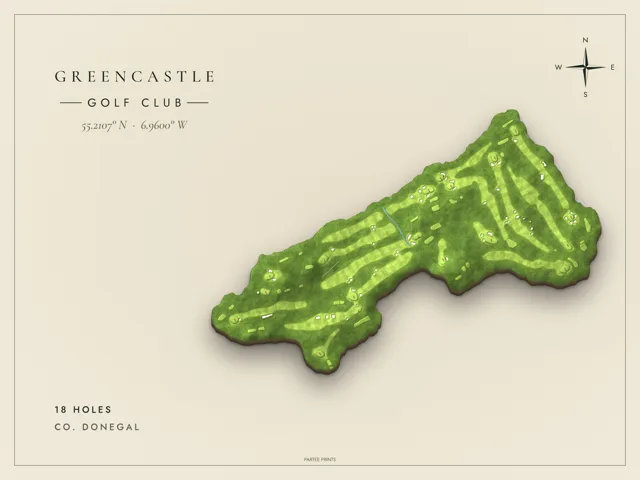 GREENCASTLE
GOLF CLUB
55.2107° N · 6.9600° W
N
W E
S
18 HOLES
CO. DONEGAL
PARTEE PRINTS